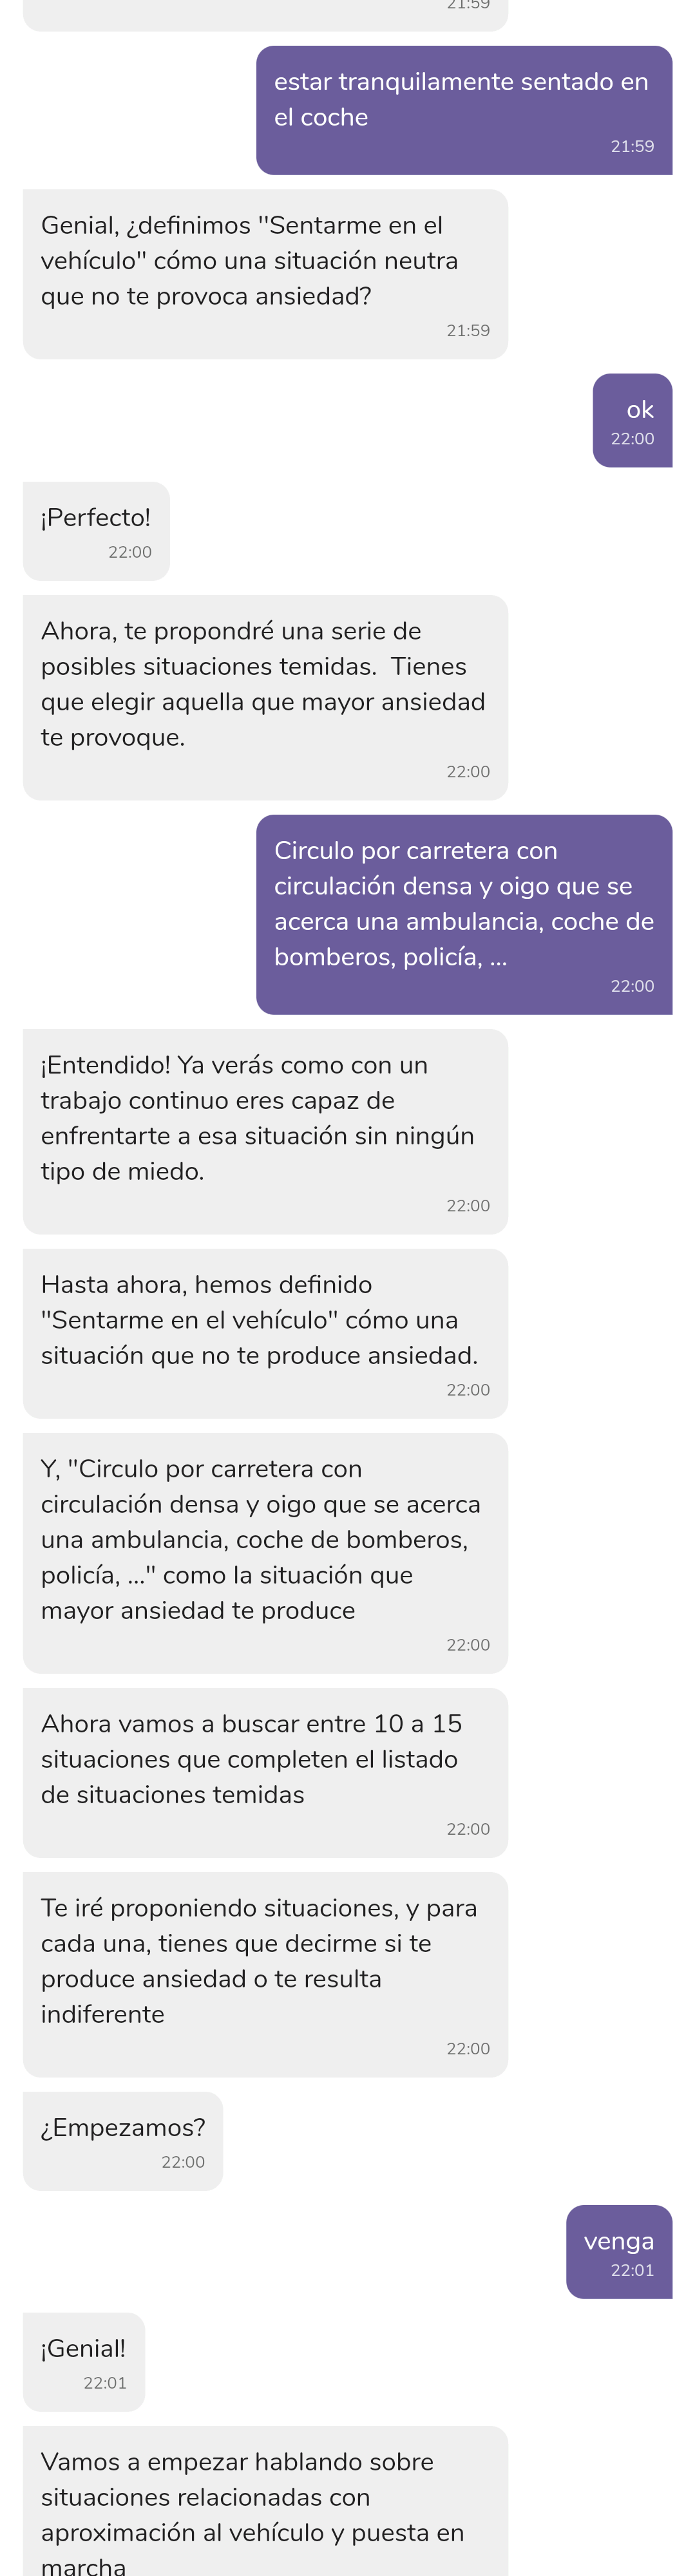 21:59
estar tranquilamente sentado en
el coche
21:59
Genial, ¿definimos "Sentarme en el
vehículo" cómo una situación neutra
que no te provoca ansiedad?
21:59
ok
22:00
¡Perfecto!
22:00
Ahora, te propondré una serie de
posibles situaciones temidas.  Tienes
que elegir aquella que mayor ansiedad
te provoque.
22:00
Circulo por carretera con
circulación densa y oigo que se
acerca una ambulancia, coche de
bomberos, policía, ...
22:00
¡Entendido! Ya verás como con un
trabajo continuo eres capaz de
enfrentarte a esa situación sin ningún
tipo de miedo.
22:00
Hasta ahora, hemos definido
"Sentarme en el vehículo" cómo una
situación que no te produce ansiedad.
22:00
Y, "Circulo por carretera con
circulación densa y oigo que se acerca
una ambulancia, coche de bomberos,
policía, ..." como la situación que
mayor ansiedad te produce
22:00
Ahora vamos a buscar entre 10 a 15
situaciones que completen el listado
de situaciones temidas
22:00
Te iré proponiendo situaciones, y para
cada una, tienes que decirme si te
produce ansiedad o te resulta
indiferente
22:00
¿Empezamos?
22:00
venga
22:01
¡Genial!
22:01
Vamos a empezar hablando sobre
situaciones relacionadas con
aproximación al vehículo y puesta en
marcha